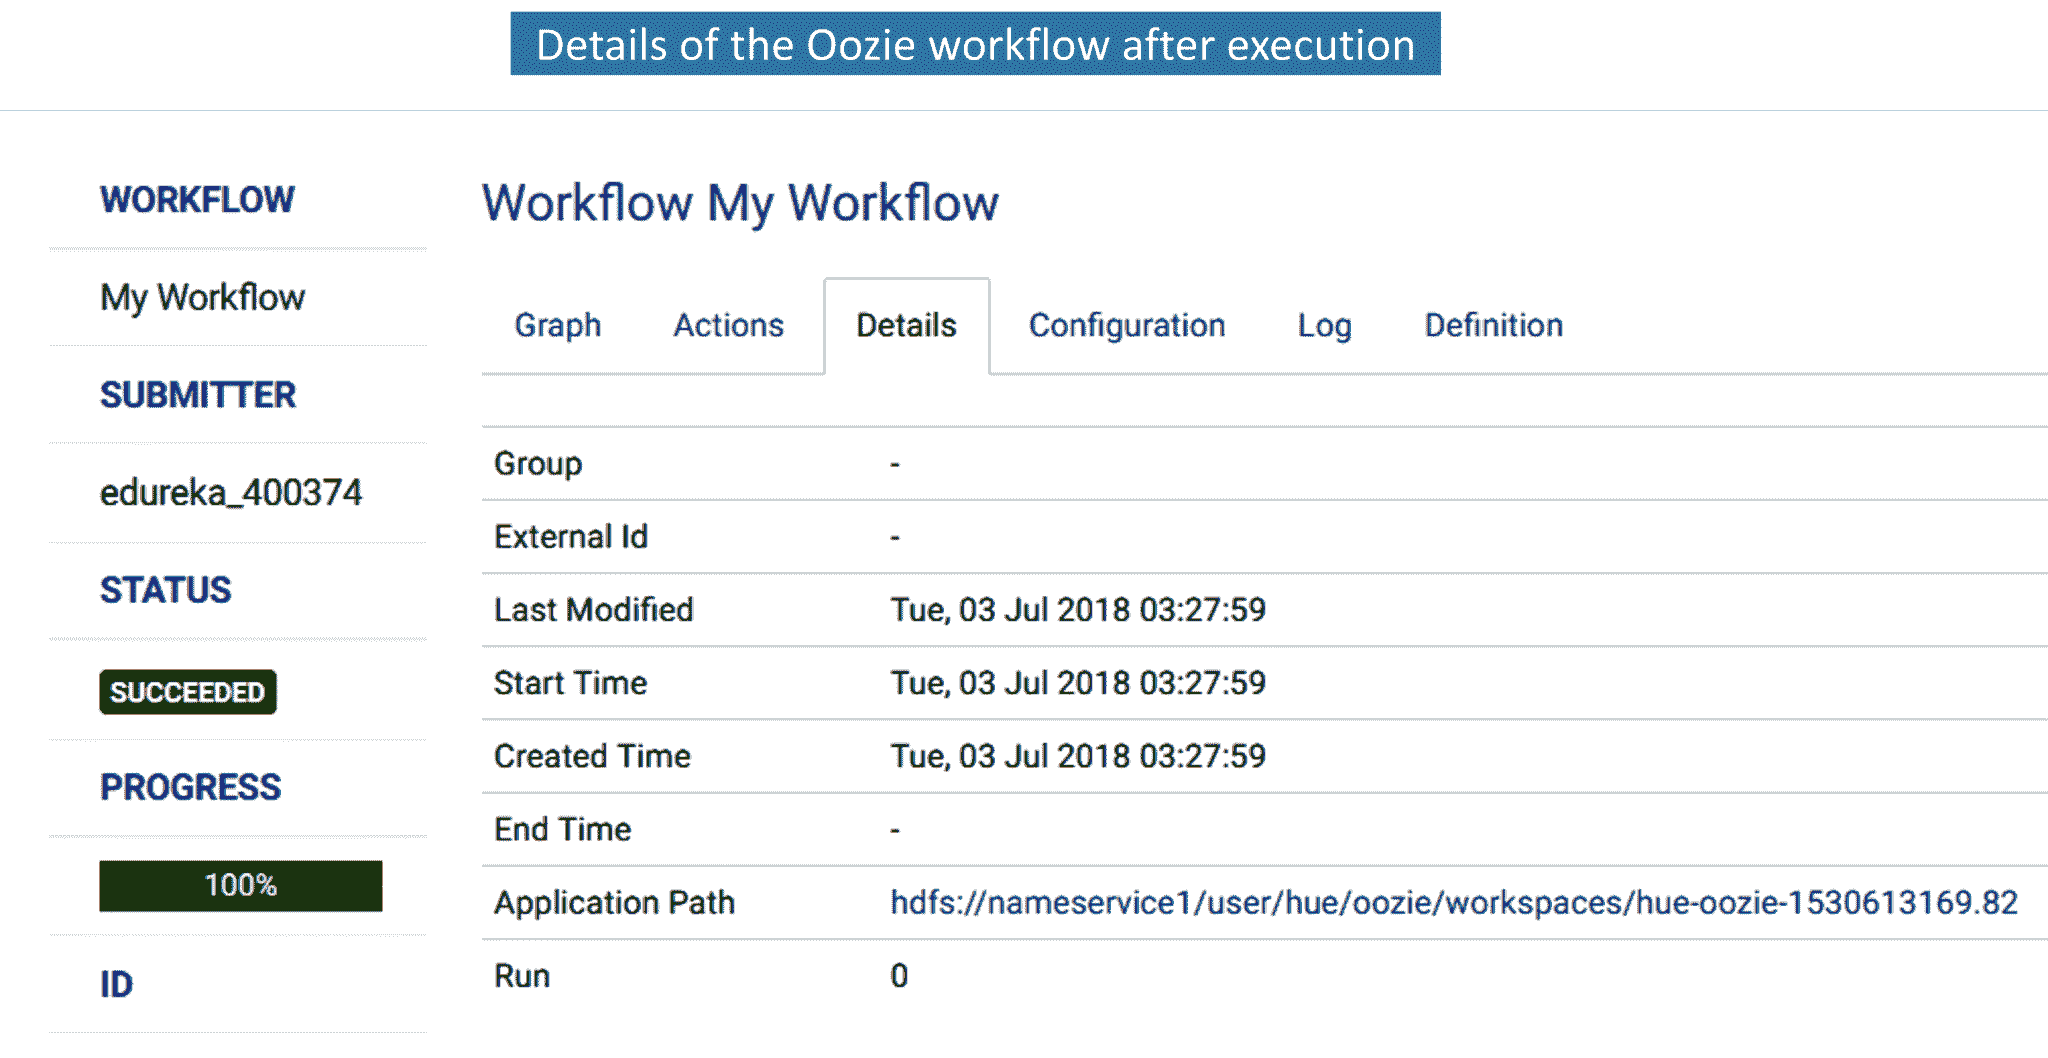 Details of the Oozie workflow after execution
WORKFLOW
My Workflow
SUBMITTER
edureka_400374
STATUS
SUCCEEDED
PROGRESS
100%
ID
Workflow My Workflow
Graph Actions Details Configuration Log Definition
Group -
External Id -
Last Modified Tue, 03 Jul 2018 03:27:59
Start Time Tue, 03 Jul 2018 03:27:59
Created Time Tue, 03 Jul 2018 03:27:59
End Time -
Application Path hdfs://nameservice1/user/hue/oozie/workspaces/hue-oozie-1530613169.82
Run 0